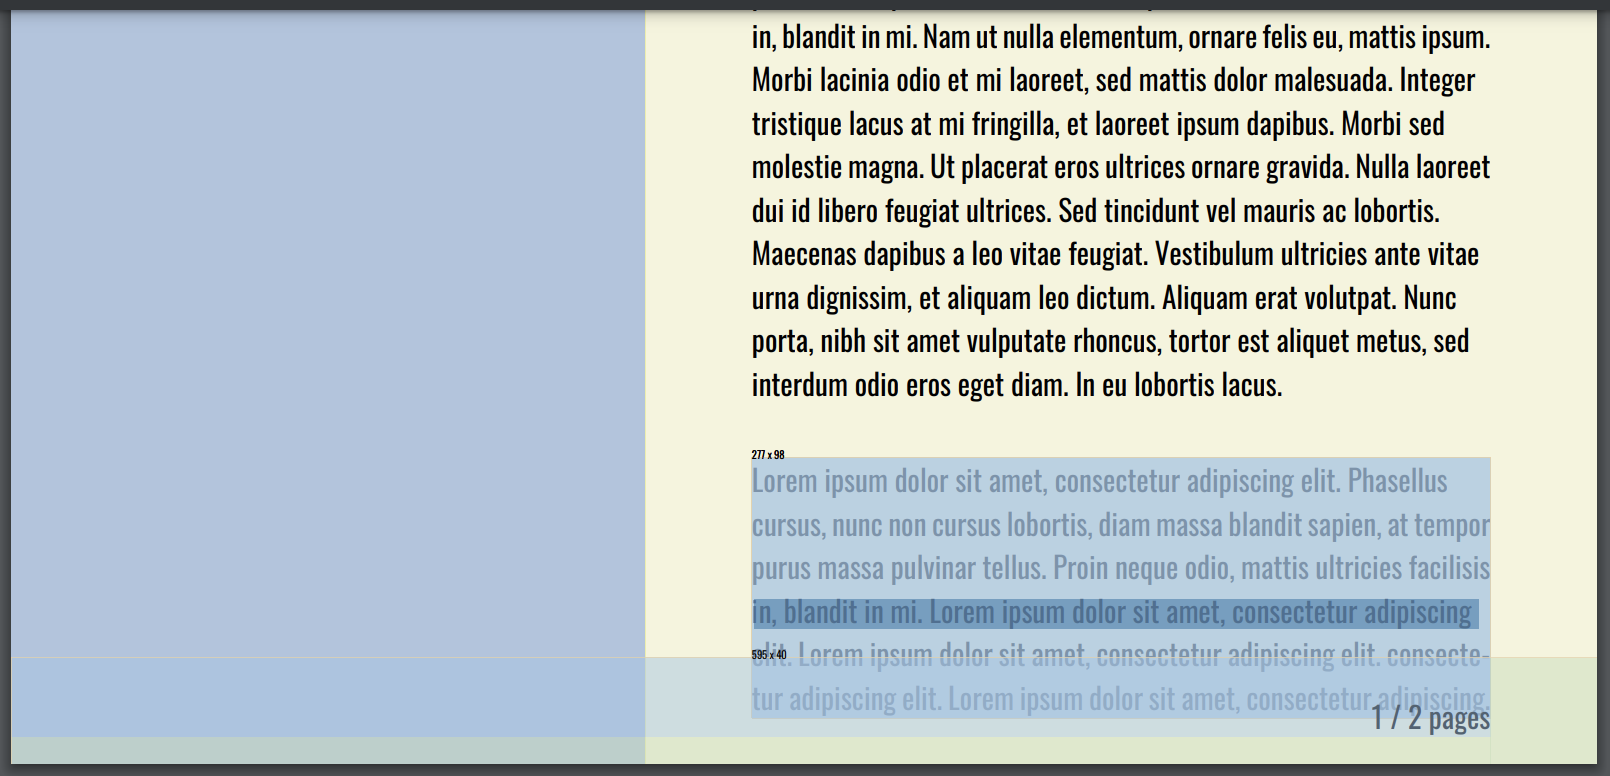 in, blandit in mi. Nam ut nulla elementum, ornare felis eu, mattis ipsum.
Morbi lacinia odio et mi laoreet, sed mattis dolor malesuada. Integer
tristique lacus at mi fringilla, et laoreet ipsum dapibus. Morbi sed
molestie magna. Ut placerat eros ultrices ornare gravida. Nulla laoreet
dui id libero feugiat ultrices. Sed tincidunt vel mauris ac lobortis.
Maecenas dapibus a leo vitae feugiat. Vestibulum ultricies ante vitae
urna dignissim, et aliquam leo dictum. Aliquam erat volutpat. Nunc
porta, nibh sit amet vulputate rhoncus, tortor est aliquet metus, sed
interdum odio eros eget diam. In eu lobortis lacus.
277 x 98
Lorem ipsum dolor sit amet, consectetur adipiscing elit. Phasellus
cursus, nunc non cursus lobortis, diam massa blandit sapien, at tempor
purus massa pulvinar tellus. Proin neque odio, mattis ultricies facilisis
in, blandit in mi. Lorem ipsum dolor sit amet, consectetur adipiscing
595 x 40
elit. Lorem ipsum dolor sit amet, consectetur adipiscing elit. consecte-
tur adipiscing elit. Lorem ipsum dolor sit amet, consectetur adipiscing.
1 / 2 pages